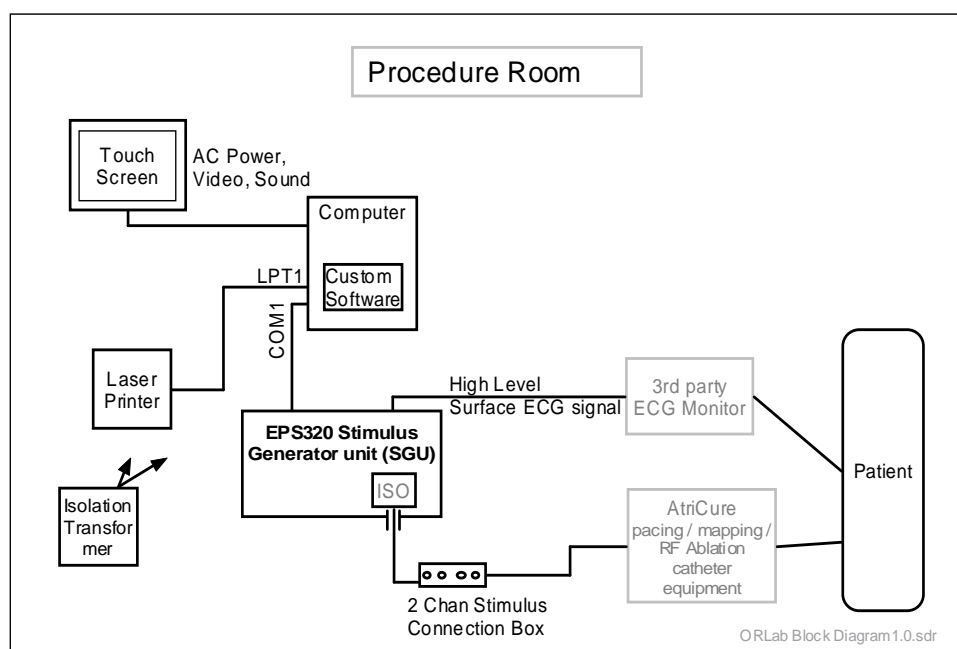 Procedure Room
Touch
Screen
AC Power,
Video, Sound
Computer
Custom
Software
LPT1
COM1
Laser
Printer
High Level
Surface ECG signal
3rd party
ECG Monitor
EPS320 Stimulus
Generator unit (SGU)
ISO
Patient
Isolation
Transfo
rmer
AtriCure
pacing / mapping /
RF Ablation
catheter
equipment
2 Chan Stimulus
Connection Box
ORLab Block Diagram1.0.sdr